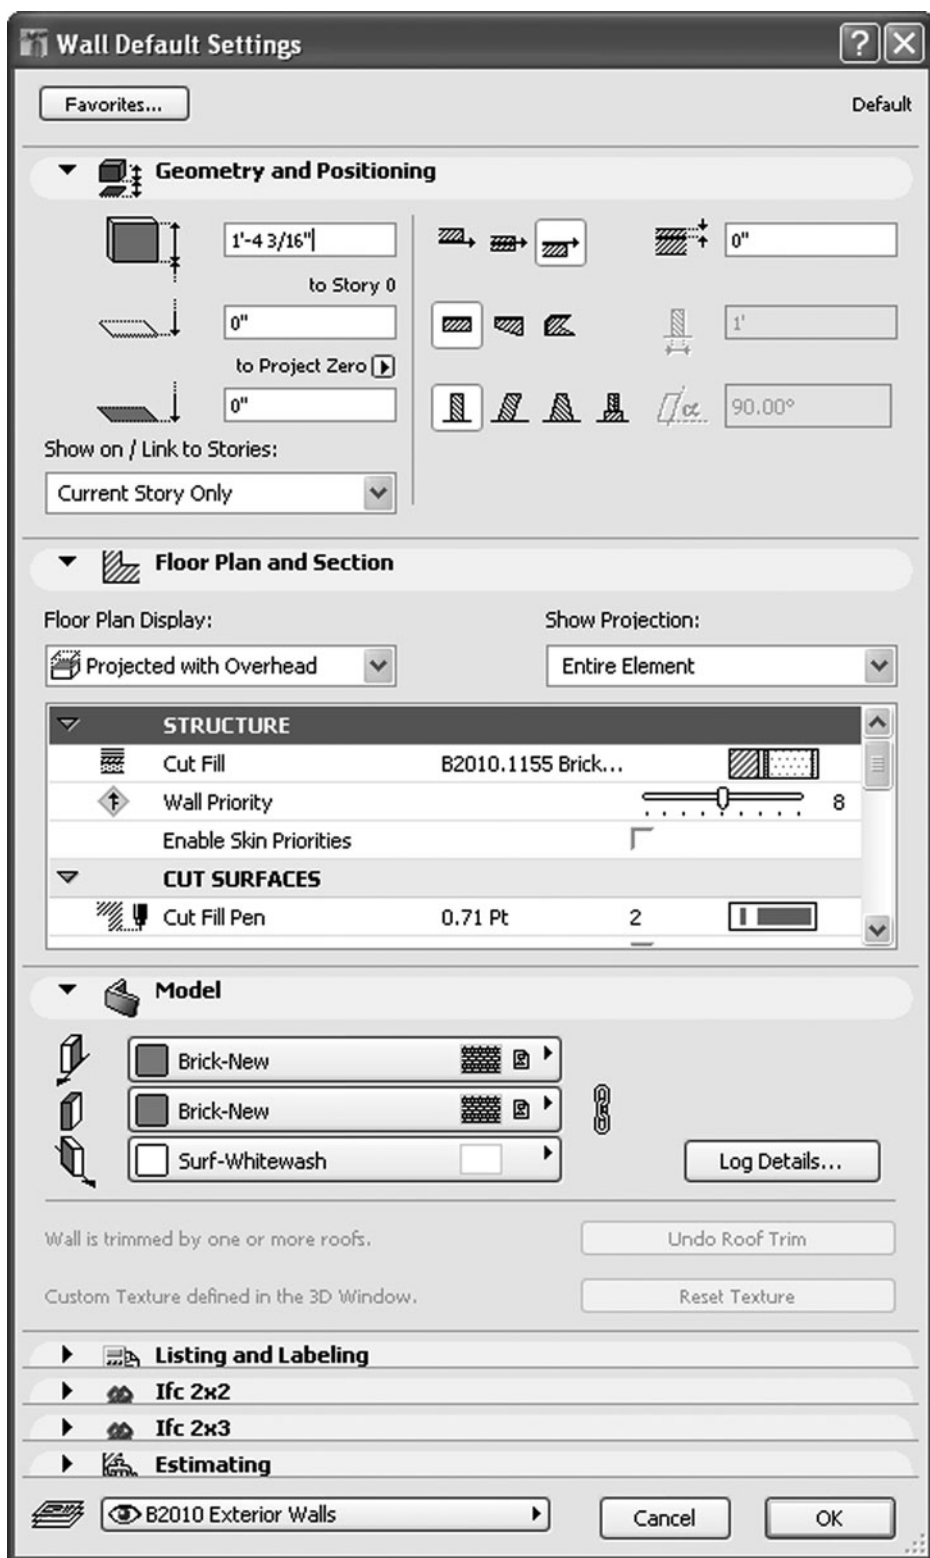 Wall Default Settings
Favorites...
Default
Geometry and Positioning
1'-4 3/16"
0"
to Story 0
0"
1'
to Project Zero
0"
α
90.00°
Show on / Link to Stories:
Current Story Only
Floor Plan and Section
Floor Plan Display:
Show Projection:
Projected with Overhead
Entire Element
STRUCTURE
Cut Fill B2010.1155 Brick...
Wall Priority 8
Enable Skin Priorities
CUT SURFACES
Cut Fill Pen 0.71 Pt 2
Model
Brick-New
Brick-New
Surf-Whitewash
Log Details...
Wall is trimmed by one or more roofs.
Undo Roof Trim
Custom Texture defined in the 3D Window.
Reset Texture
Listing and Labeling
Ifc 2x2
Ifc 2x3
Estimating
B2010 Exterior Walls
Cancel
OK